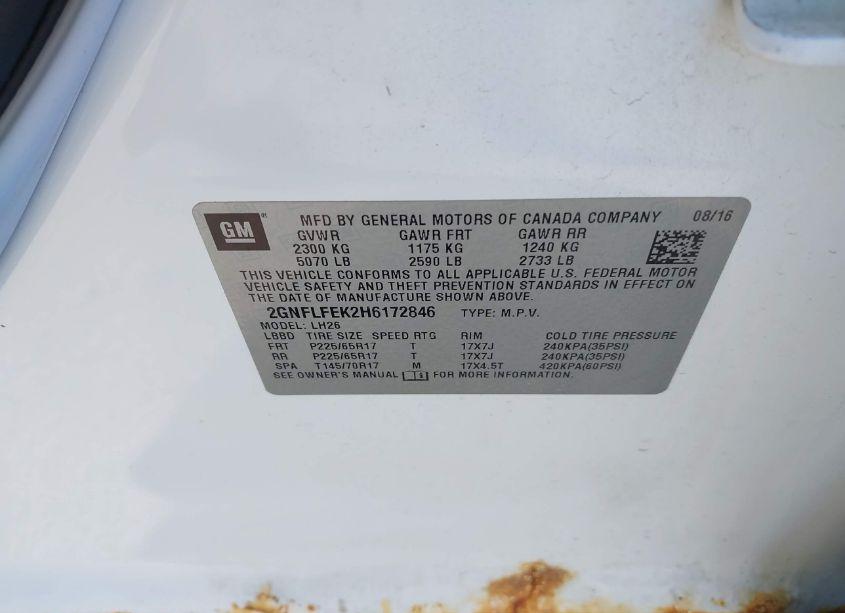 GM
MFD BY GENERAL MOTORS OF CANADA COMPANY 08/16
GVWR GAWR FRT GAWR RR
2300 KG 1175 KG 1240 KG
5070 LB 2590 LB 2733 LB
THIS VEHICLE CONFORMS TO ALL APPLICABLE U.S. FEDERAL MOTOR
VEHICLE SAFETY AND THEFT PREVENTION STANDARDS IN EFFECT ON
THE DATE OF MANUFACTURE SHOWN ABOVE.
2GNFLFEK2H6172846 TYPE: M.P.V.
MODEL: LH26
LBBD TIRE SIZE SPEED RTG RIM COLD TIRE PRESSURE
FRT P225/65R17 T 17X7J 240KPA(35PSI)
RR P225/65R17 T 17X7J 240KPA(35PSI)
SPA T145/70R17 M 17X4.5T 420KPA(60PSI)
SEE OWNER'S MANUAL FOR MORE INFORMATION.